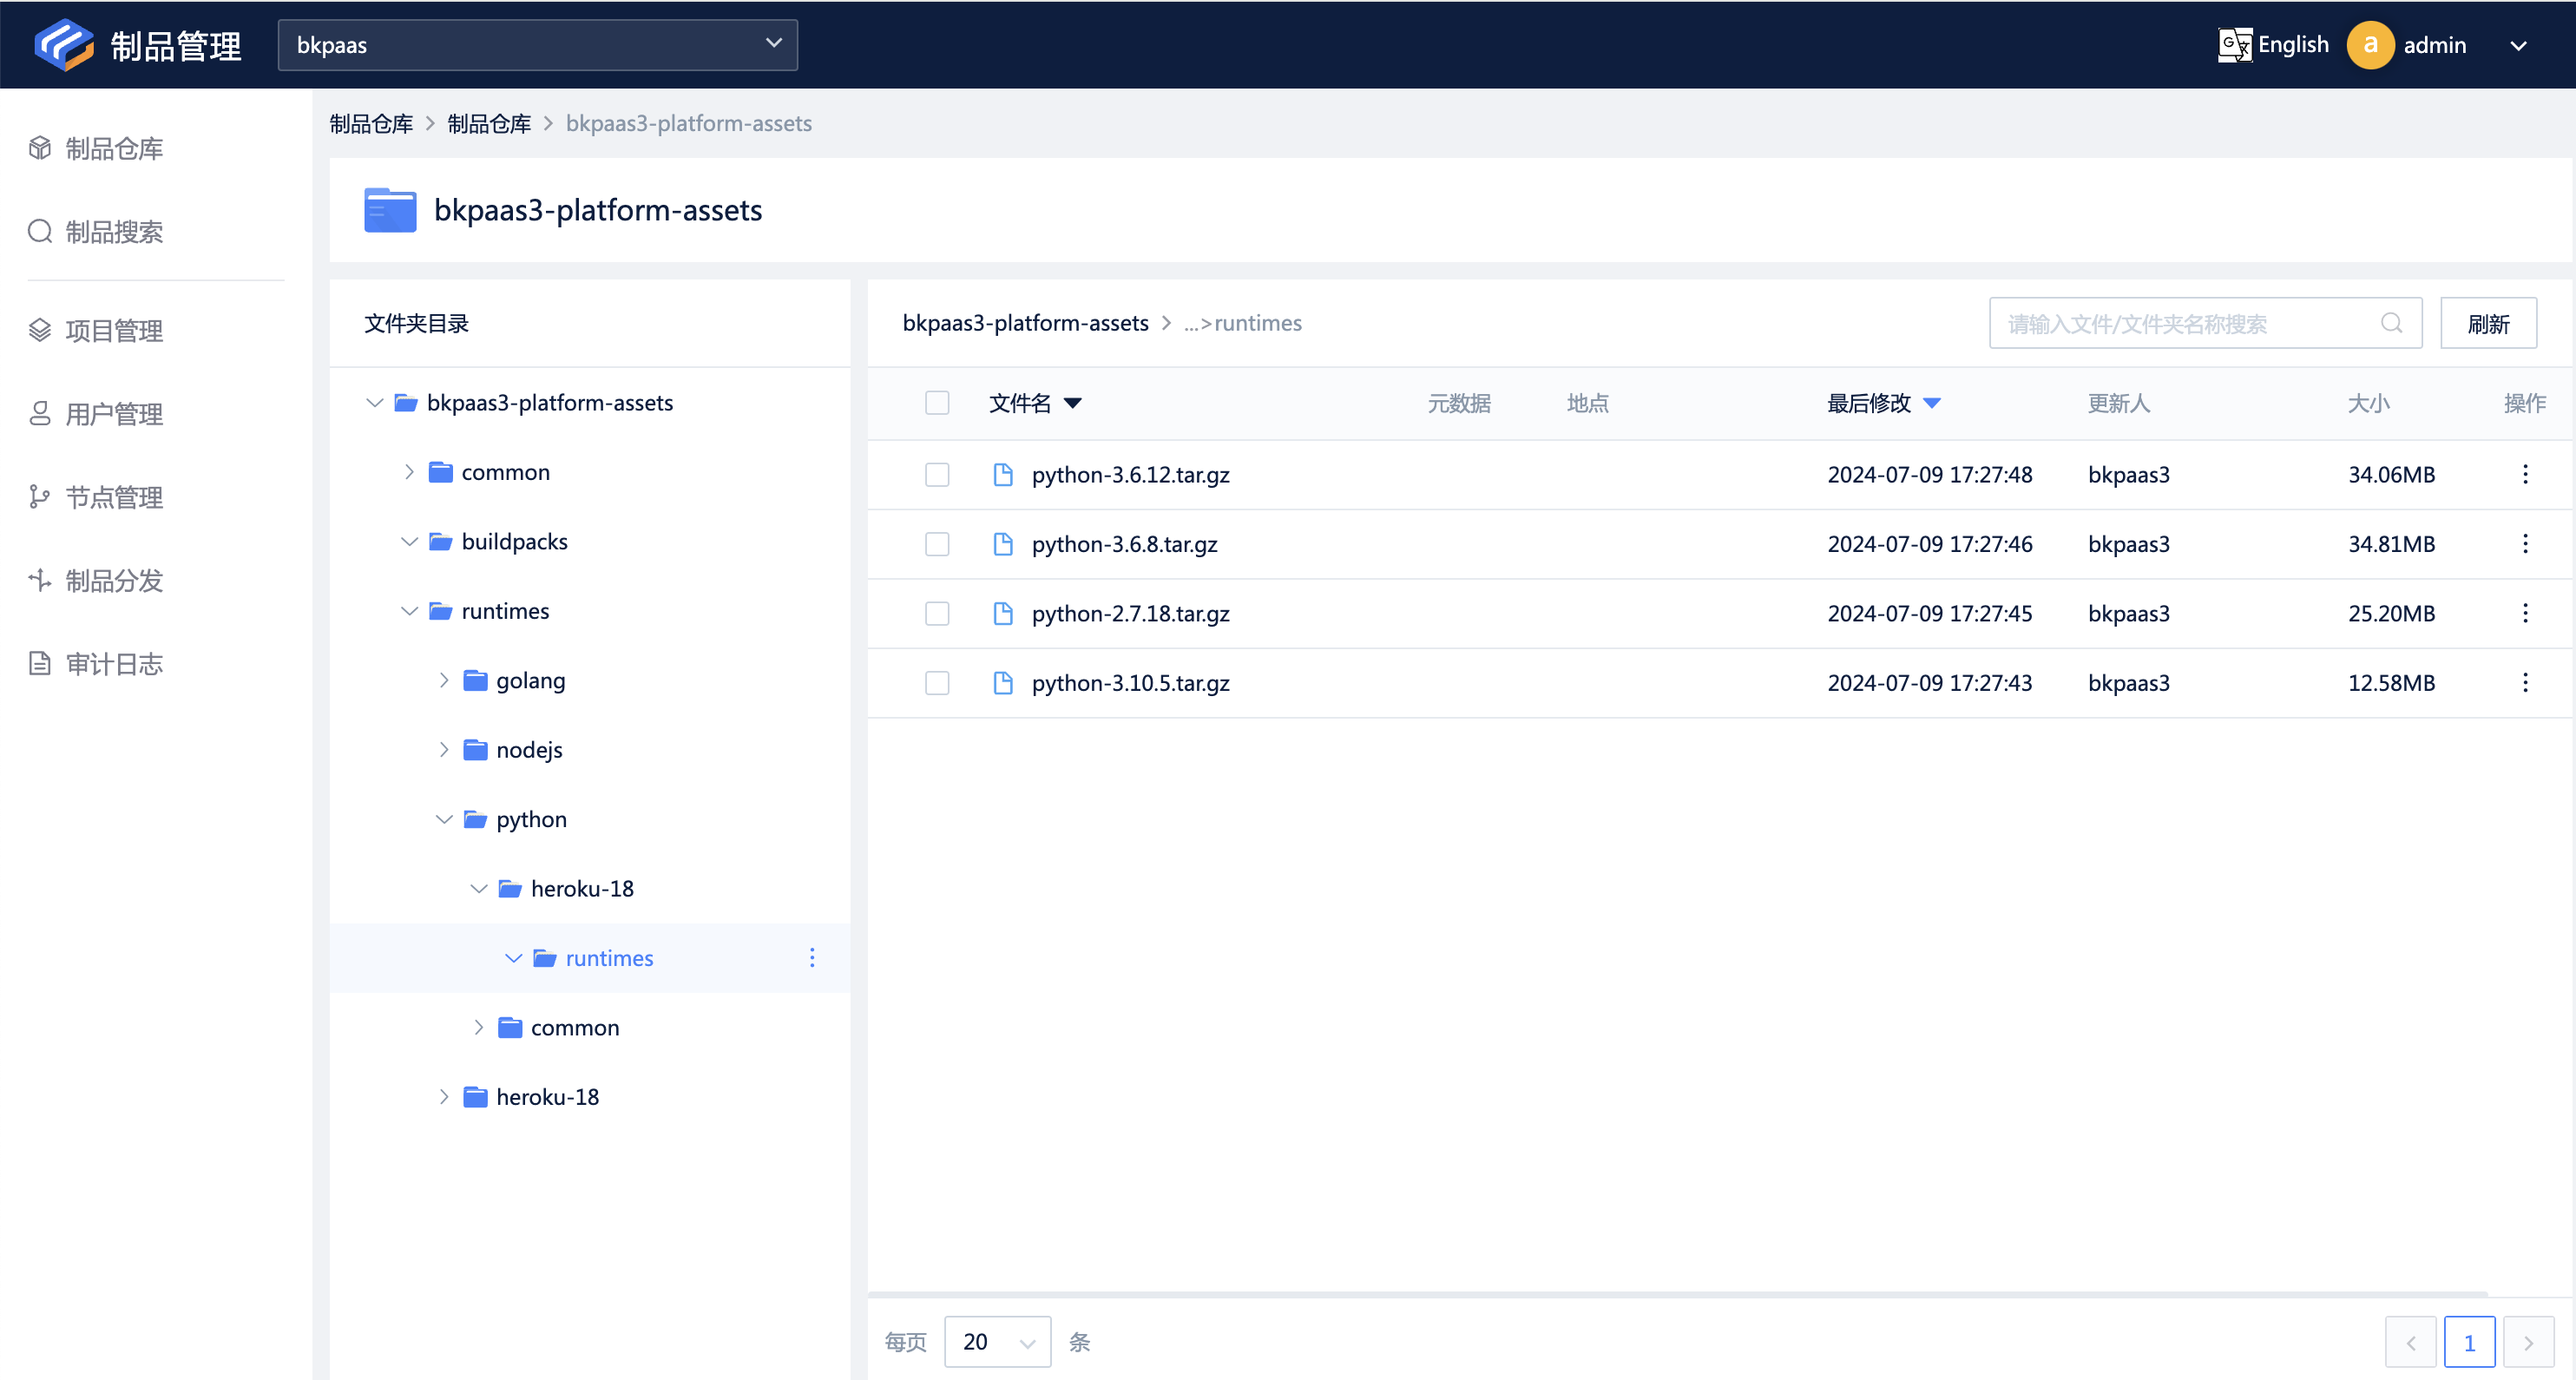 制品管理
bkpaas
English
a
admin
制品仓库
制品搜索
项目管理
用户管理
节点管理
制品分发
审计日志
制品仓库 > 制品仓库 > bkpaas3-platform-assets
bkpaas3-platform-assets
文件夹目录
bkpaas3-platform-assets
common
buildpacks
runtimes
golang
nodejs
python
heroku-18
runtimes
common
heroku-18
bkpaas3-platform-assets > ...>runtimes
请输入文件/文件夹名称搜索
刷新
文件名 元数据 地点 最后修改 更新人 大小 操作
python-3.6.12.tar.gz 2024-07-09 17:27:48 bkpaas3 34.06MB
python-3.6.8.tar.gz 2024-07-09 17:27:46 bkpaas3 34.81MB
python-2.7.18.tar.gz 2024-07-09 17:27:45 bkpaas3 25.20MB
python-3.10.5.tar.gz 2024-07-09 17:27:43 bkpaas3 12.58MB
每页 20 条
1